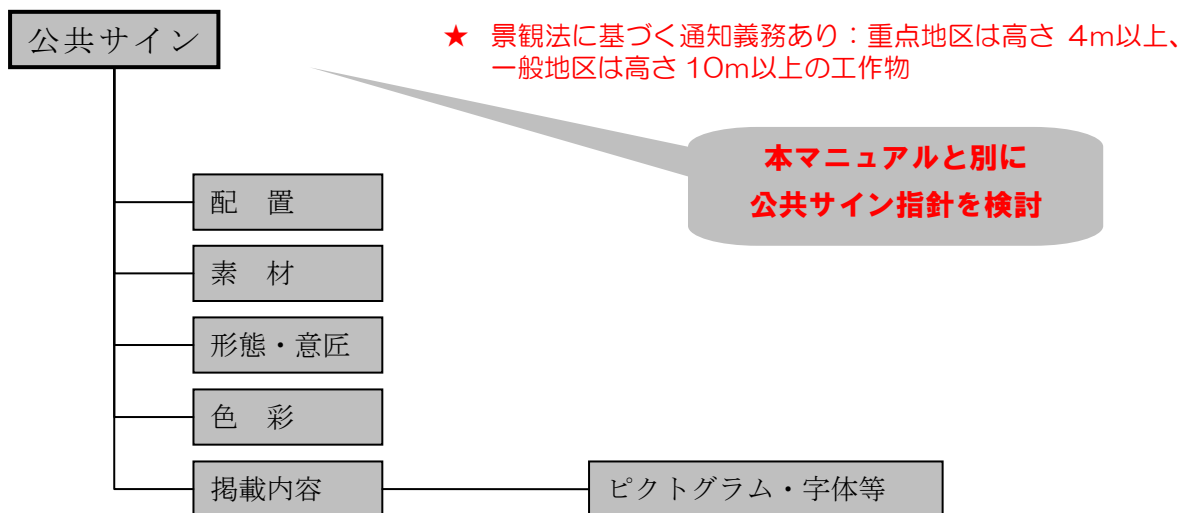 公共サイン
★ 景観法に基づく通知義務あり：重点地区は高さ 4m以上、
一般地区は高さ 10m以上の工作物
本マニュアルと別に
公共サイン指針を検討
配　置
素　材
形態・意匠
色　彩
掲載内容
ピクトグラム・字体等